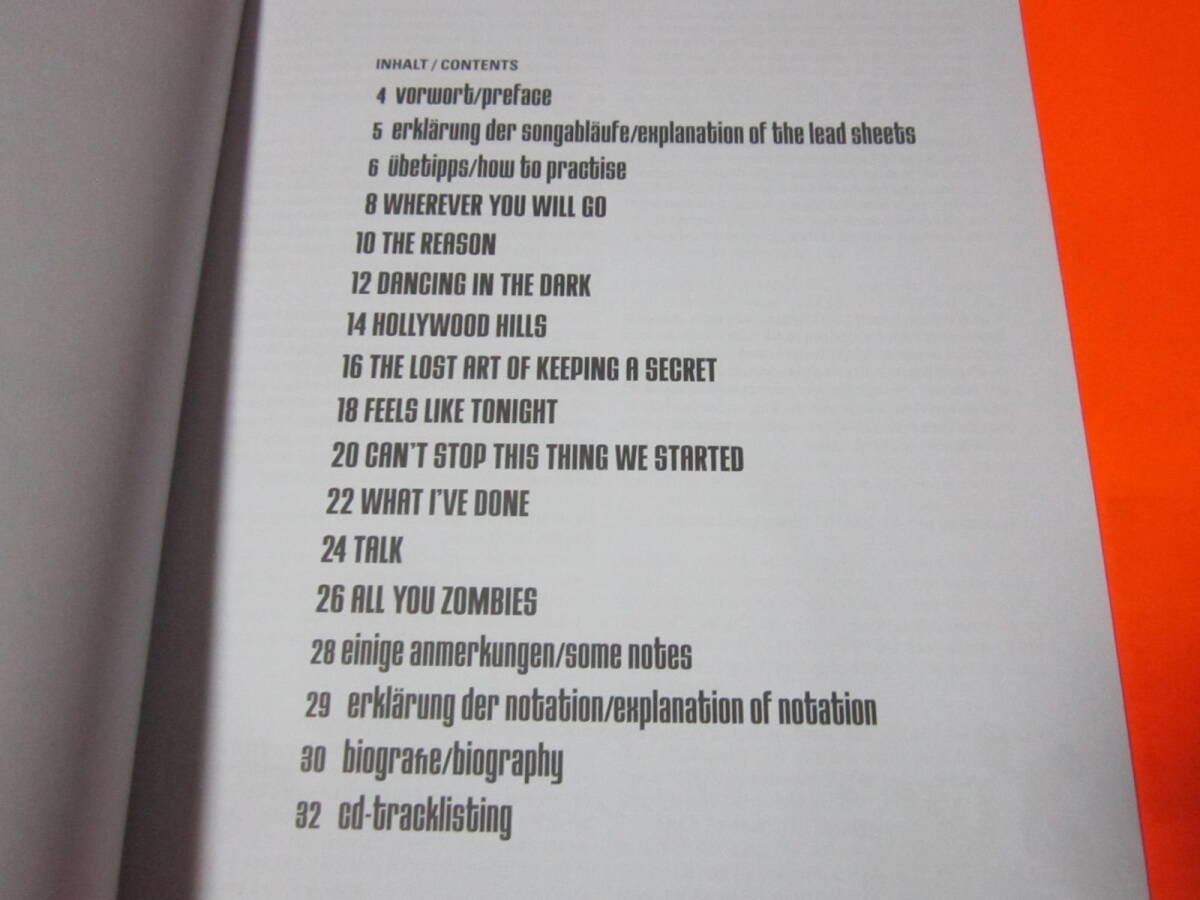 INHALT / CONTENTS
4 vorwort/preface
5 erklärung der songabläufe/explanation of the lead sheets
6 übetipps/how to practise
8 WHEREVER YOU WILL GO
10 THE REASON
12 DANCING IN THE DARK
14 HOLLYWOOD HILLS
16 THE LOST ART OF KEEPING A SECRET
18 FEELS LIKE TONIGHT
20 CAN'T STOP THIS THING WE STARTED
22 WHAT I'VE DONE
24 TALK
26 ALL YOU ZOMBIES
28 einige anmerkungen/some notes
29 erklärung der notation/explanation of notation
30 biografie/biography
32 cd-tracklisting